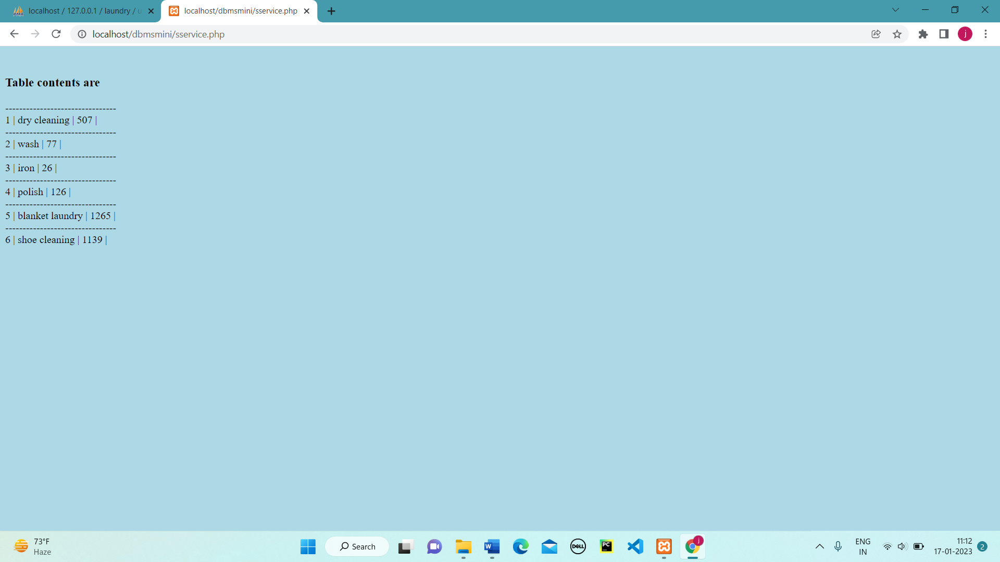 localhost / 127.0.0.1 / laundry / u
localhost/dbmsmini/sservice.php
j
localhost/dbmsmini/sservice.php
Table contents are
--------------------------------
1 | dry cleaning | 507 |
--------------------------------
2 | wash | 77 |
--------------------------------
3 | iron | 26 |
--------------------------------
4 | polish | 126 |
--------------------------------
5 | blanket laundry | 1265 |
--------------------------------
6 | shoe cleaning | 1139 |
73°F
Haze
Search
W
DELL
PC
j
ENG
IN
11:12
17-01-2023
2